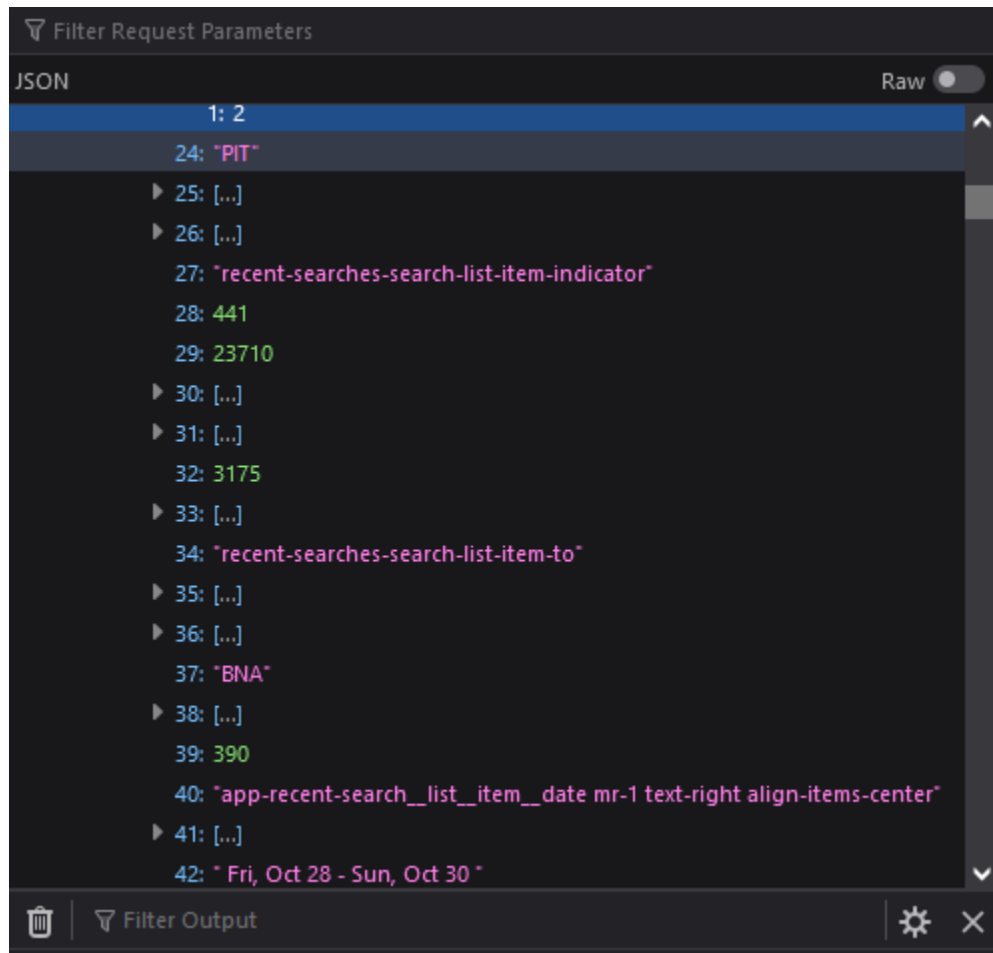 Filter Request Parameters
JSON Raw
1: 2
24: "PIT"
25: […]
26: […]
27: "recent-searches-search-list-item-indicator"
28: 441
29: 23710
30: […]
31: […]
32: 3175
33: […]
34: "recent-searches-search-list-item-to"
35: […]
36: […]
37: "BNA"
38: […]
39: 390
40: "app-recent-search__list__item__date mr-1 text-right align-items-center"
41: […]
42: " Fri, Oct 28 - Sun, Oct 30 "
Filter Output